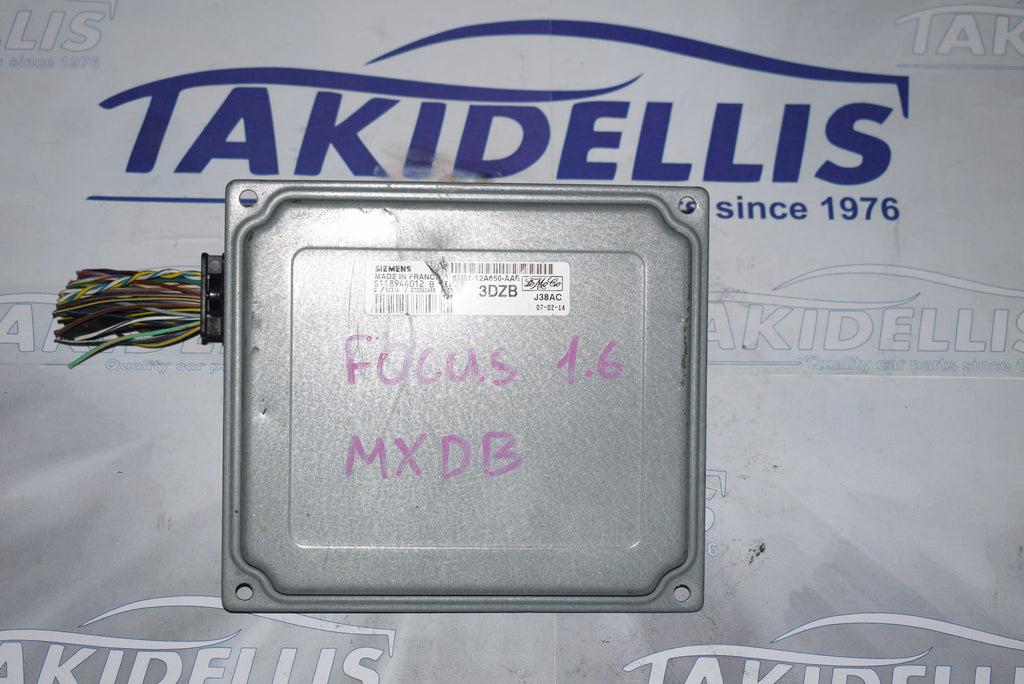 TAKIDELLIS
since 1976
SIEMENS
MADE IN FRANCE
S118944012 B
3DZB
J38AC
07-02-14
FOCUS 1.6
MXDB
TAKIDELLIS
Quality car parts since
TAKIDELLIS
TAKIDELLIS